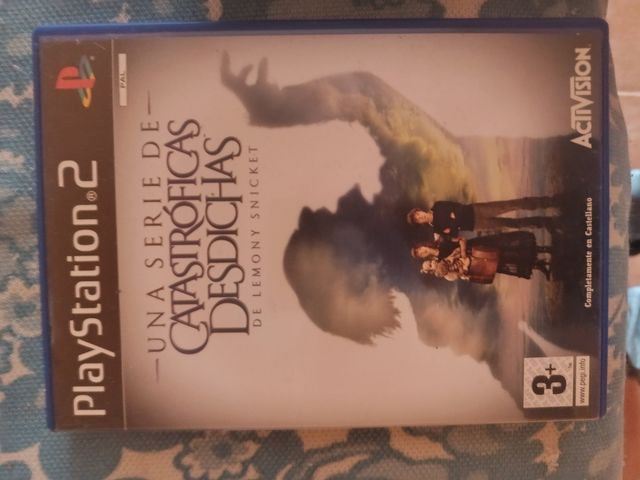 PlayStation®2
PAL
UNA SERIE DE
CATASTRÓFICAS
DESDICHAS
DE LEMONY SNICKET
Completamente en Castellano
3+
www.pegi.info
ACTIVISION